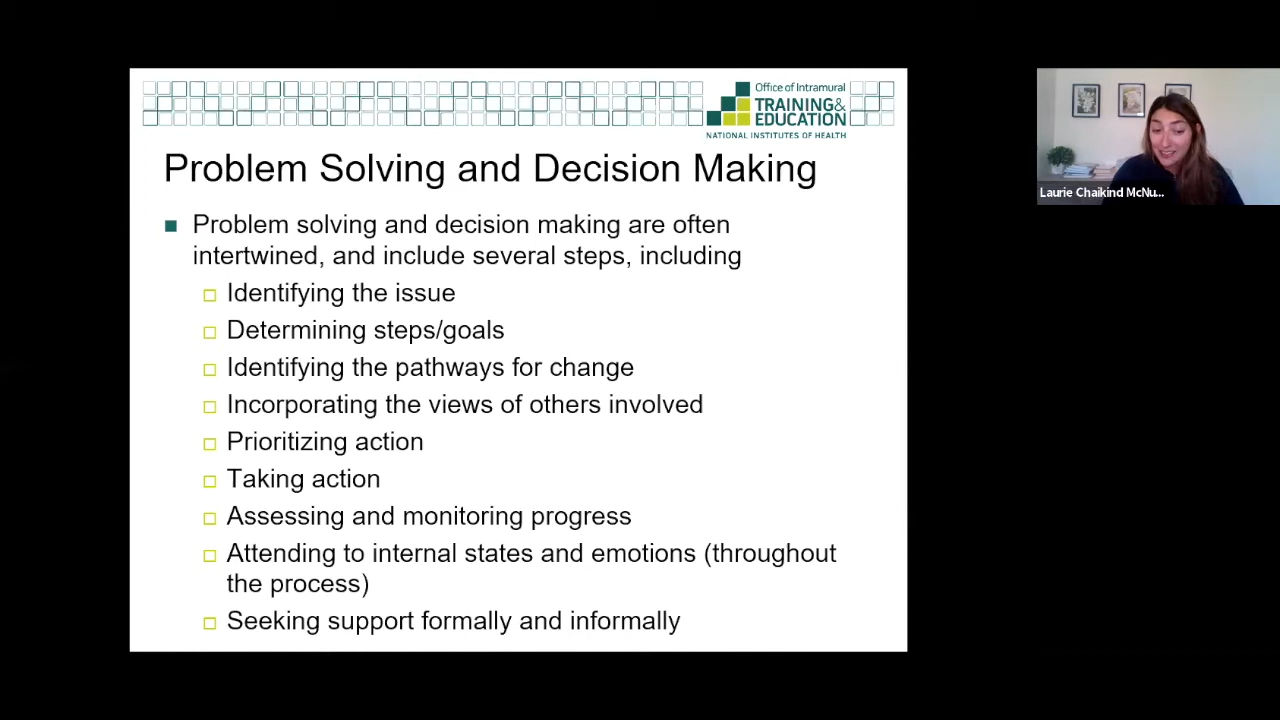 Office of Intramural
TRAINING&
EDUCATION
NATIONAL INSTITUTES OF HEALTH
Problem Solving and Decision Making
Problem solving and decision making are often
intertwined, and include several steps, including
Identifying the issue
Determining steps/goals
Identifying the pathways for change
Incorporating the views of others involved
Prioritizing action
Taking action
Assessing and monitoring progress
Attending to internal states and emotions (throughout
the process)
Seeking support formally and informally
Laurie Chaikind McNu...